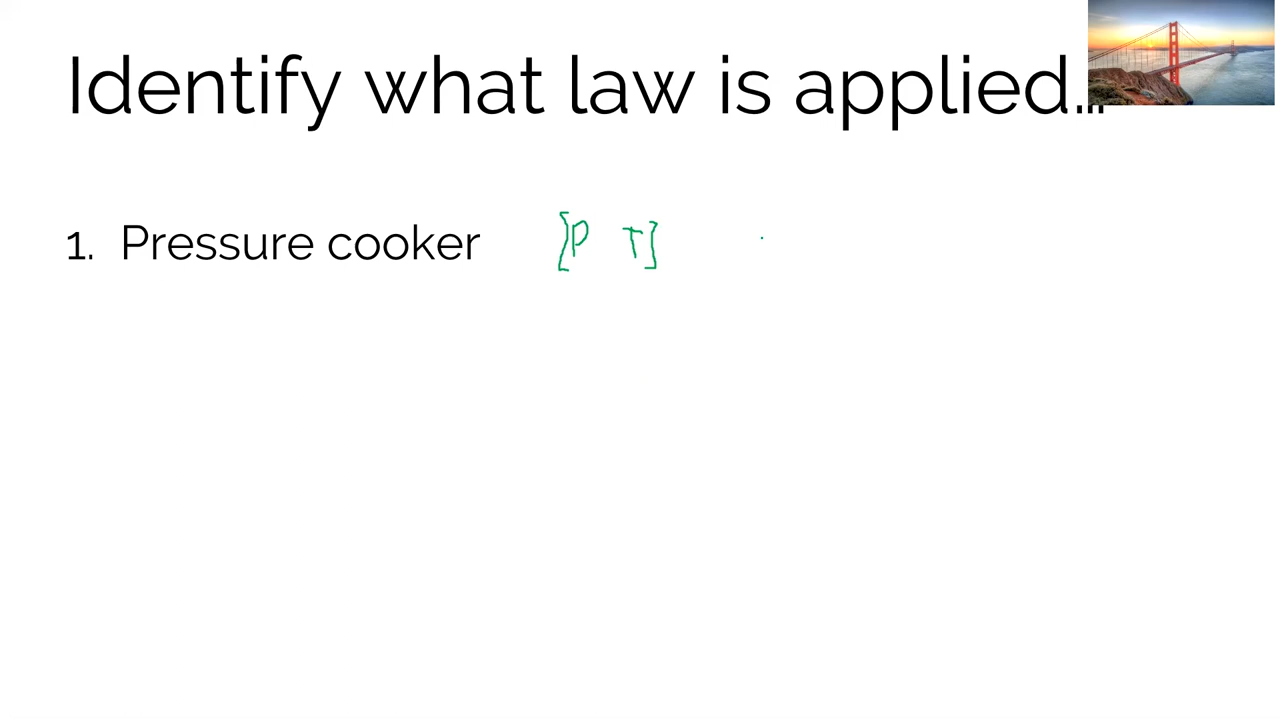 Identify what law is applied...
1. Pressure cooker [P T]